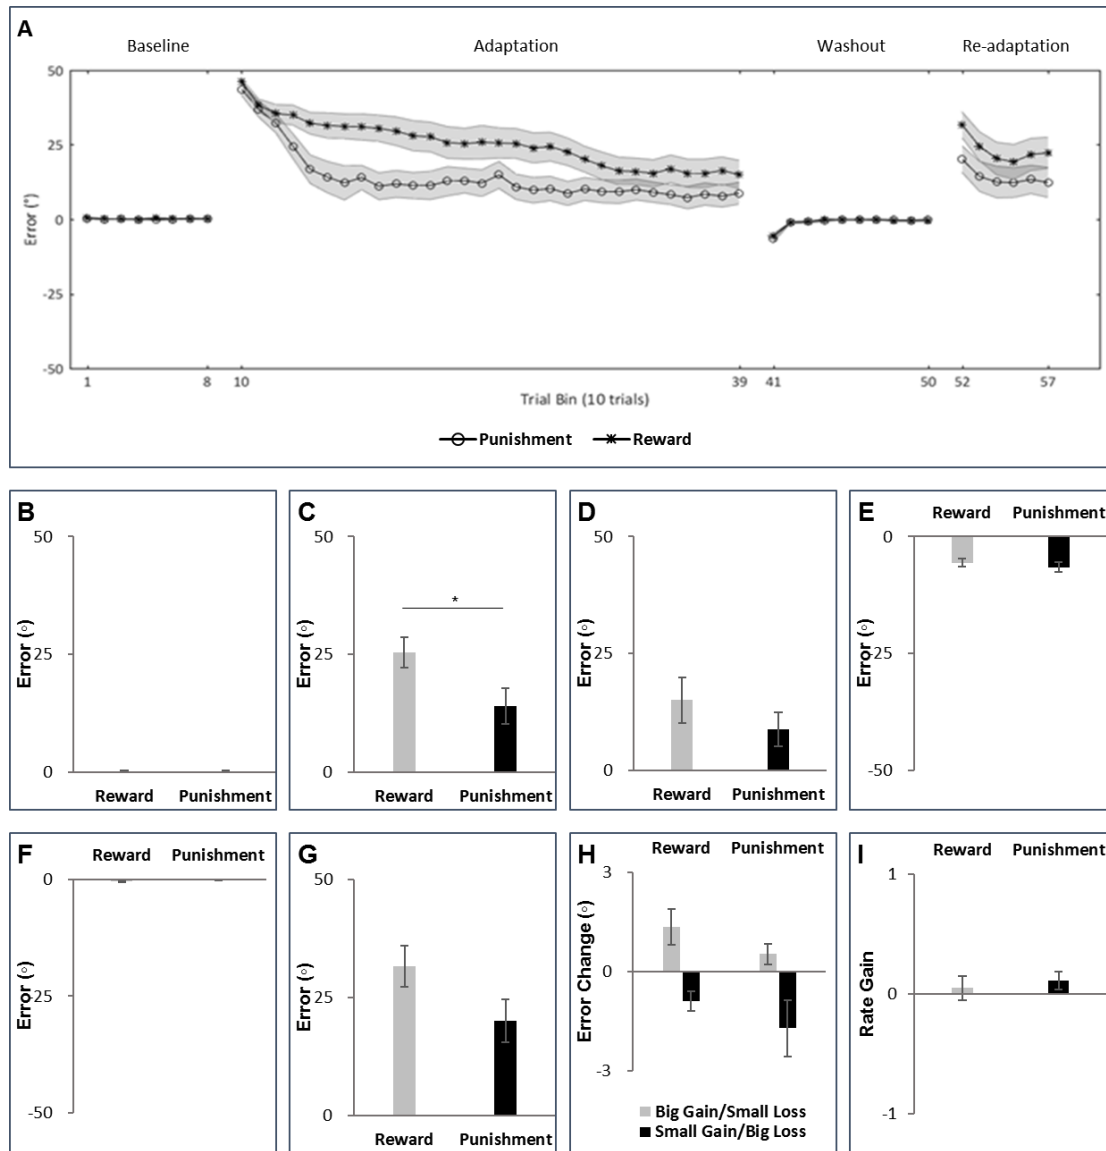 A
Baseline Adaptation Washout Re-adaptation
50
25
0
-25
-50
Error (°)
1 8 10 39 41 50 52 57
Trial Bin (10 trials)
Punishment Reward
B
50
25
0
Error (○)
Reward Punishment
C
50
25
0
Error (○)
*
Reward Punishment
D
50
25
0
Error (○)
Reward Punishment
E
Reward Punishment
0
-25
-50
Error (○)
F
Reward Punishment
0
-25
-50
Error (○)
G
50
25
0
Error (○)
Reward Punishment
H
Reward Punishment
3
0
-3
Error Change (○)
Big Gain/Small Loss
Small Gain/Big Loss
I
Reward Punishment
1
0
-1
Rate Gain